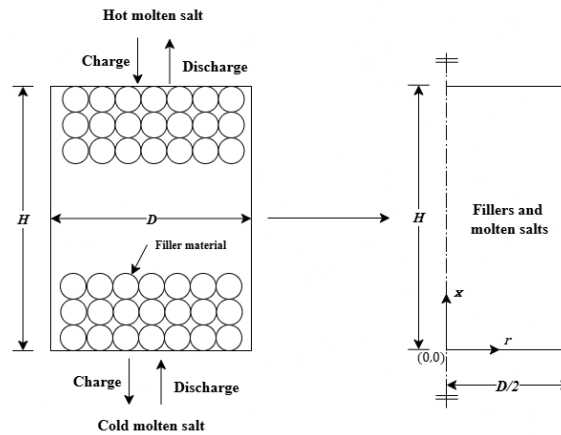 Hot molten salt
Charge
Discharge
H
D
Filler material
Charge
Discharge
Cold molten salt
H
Fillers and
molten salts
x
r
(0,0)
D/2